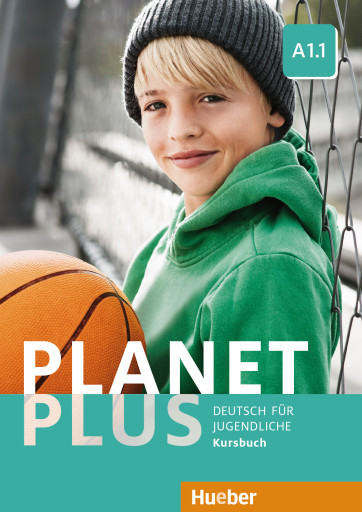 A1.1
PLANET
PLUS
DEUTSCH FÜR
JUGENDLICHE
Kursbuch
Hueber